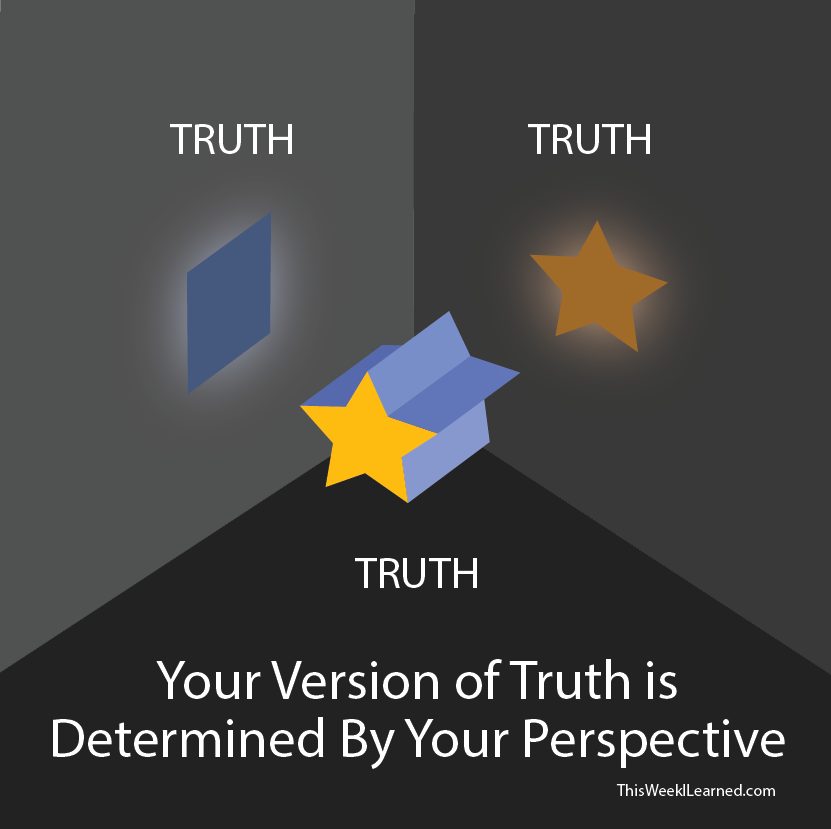 TRUTH
TRUTH
TRUTH
Your Version of Truth is
Determined By Your Perspective
ThisWeekILearned.com